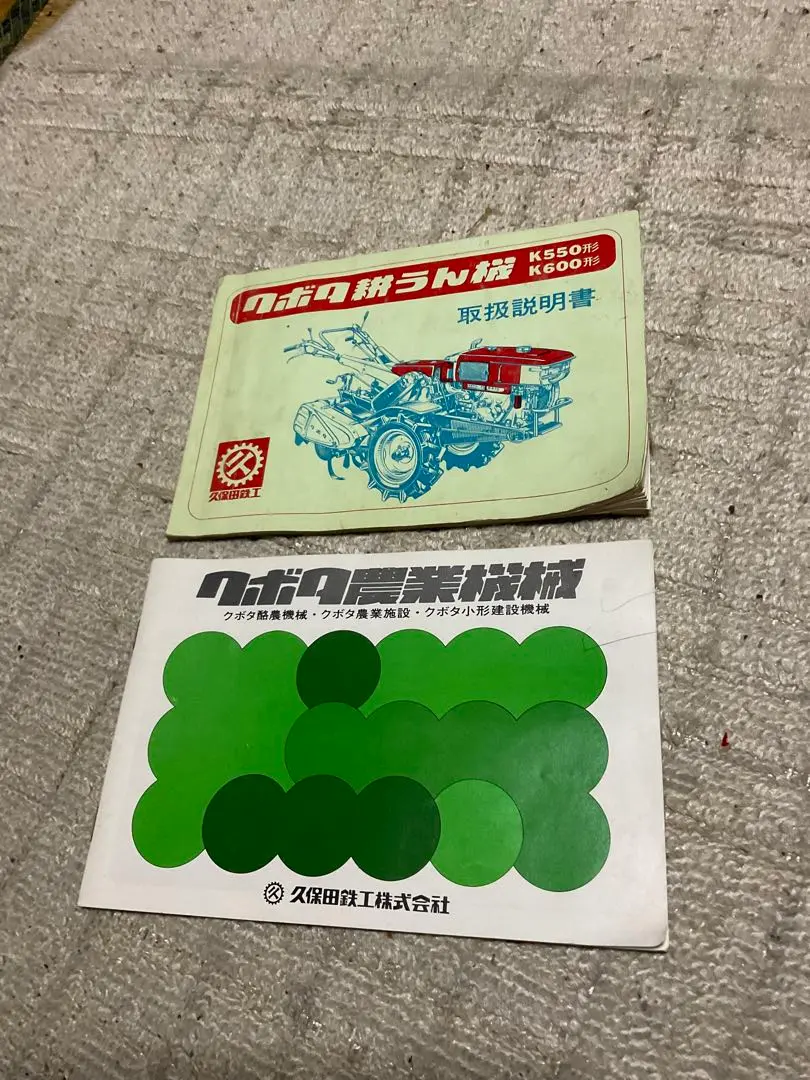 クボタ耕うん機
K550形
K600形
取扱説明書
クボタ
久保田鉄工
クボタ農業機械
クボタ酪農機械・クボタ農業施設・クボタ小形建設機械
久保田鉄工株式会社